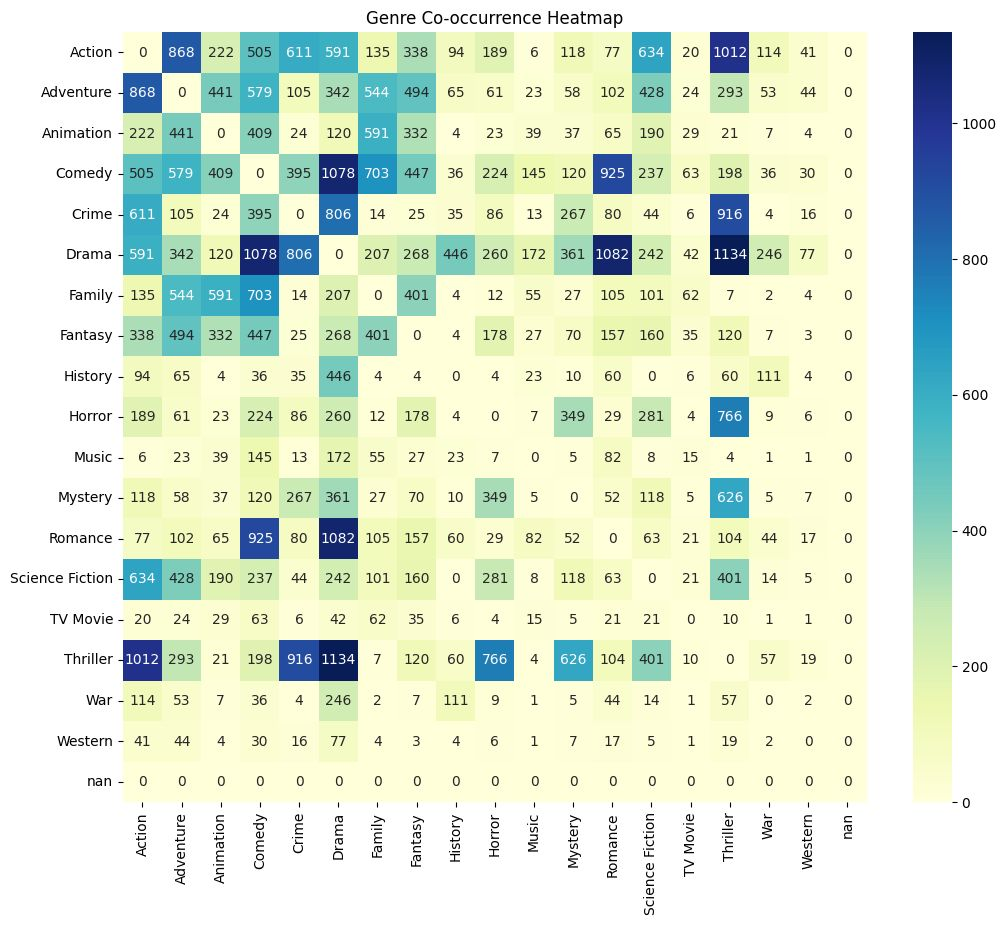 Genre Co-occurrence Heatmap
Action 0 868 222 505 611 591 135 338 94 189 6 118 77 634 20 1012 114 41 0
Adventure 868 0 441 579 105 342 544 494 65 61 23 58 102 428 24 293 53 44 0
Animation 222 441 0 409 24 120 591 332 4 23 39 37 65 190 29 21 7 4 0
Comedy 505 579 409 0 395 1078 703 447 36 224 145 120 925 237 63 198 36 30 0
Crime 611 105 24 395 0 806 14 25 35 86 13 267 80 44 6 916 4 16 0
Drama 591 342 120 1078 806 0 207 268 446 260 172 361 1082 242 42 1134 246 77 0
Family 135 544 591 703 14 207 0 401 4 12 55 27 105 101 62 7 2 4 0
Fantasy 338 494 332 447 25 268 401 0 4 178 27 70 157 160 35 120 7 3 0
History 94 65 4 36 35 446 4 4 0 4 23 10 60 0 6 60 111 4 0
Horror 189 61 23 224 86 260 12 178 4 0 7 349 29 281 4 766 9 6 0
Music 6 23 39 145 13 172 55 27 23 7 0 5 82 8 15 4 1 1 0
Mystery 118 58 37 120 267 361 27 70 10 349 5 0 52 118 5 626 5 7 0
Romance 77 102 65 925 80 1082 105 157 60 29 82 52 0 63 21 104 44 17 0
Science Fiction 634 428 190 237 44 242 101 160 0 281 8 118 63 0 21 401 14 5 0
TV Movie 20 24 29 63 6 42 62 35 6 4 15 5 21 21 0 10 1 1 0
Thriller 1012 293 21 198 916 1134 7 120 60 766 4 626 104 401 10 0 57 19 0
War 114 53 7 36 4 246 2 7 111 9 1 5 44 14 1 57 0 2 0
Western 41 44 4 30 16 77 4 3 4 6 1 7 17 5 1 19 2 0 0
nan 0 0 0 0 0 0 0 0 0 0 0 0 0 0 0 0 0 0 0
Action Adventure Animation Comedy Crime Drama Family Fantasy History Horror Music Mystery Romance Science Fiction TV Movie Thriller War Western nan
1000
800
600
400
200
0